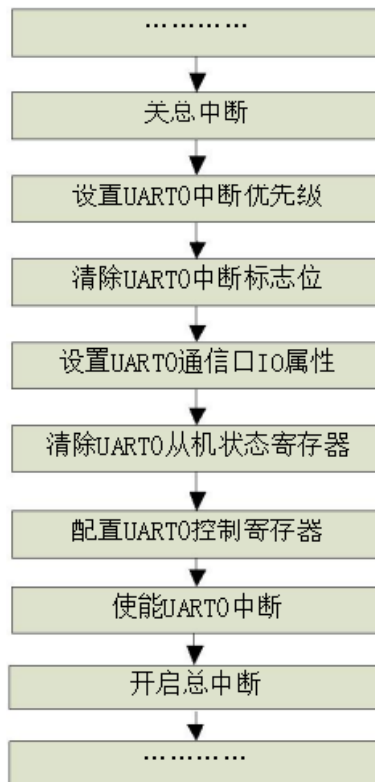 …………
关总中断
设置UART0中断优先级
清除UART0中断标志位
设置UART0通信口IO属性
清除UART0从机状态寄存器
配置UART0控制寄存器
使能UART0中断
开启总中断
…………